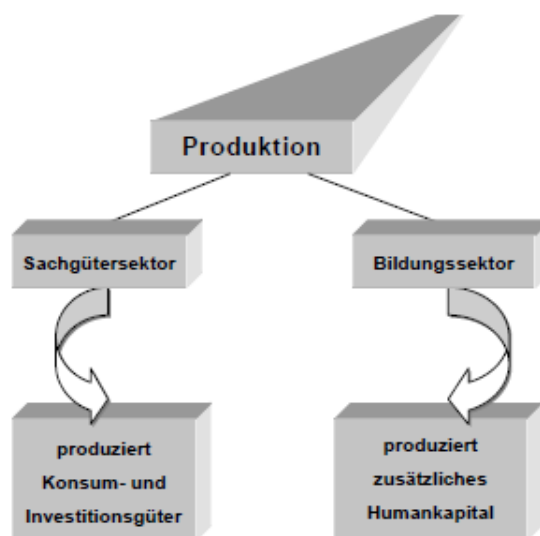 Produktion
Sachgütersektor
Bildungssektor
produziert
Konsum- und
Investitionsgüter
produziert
zusätzliches
Humankapital